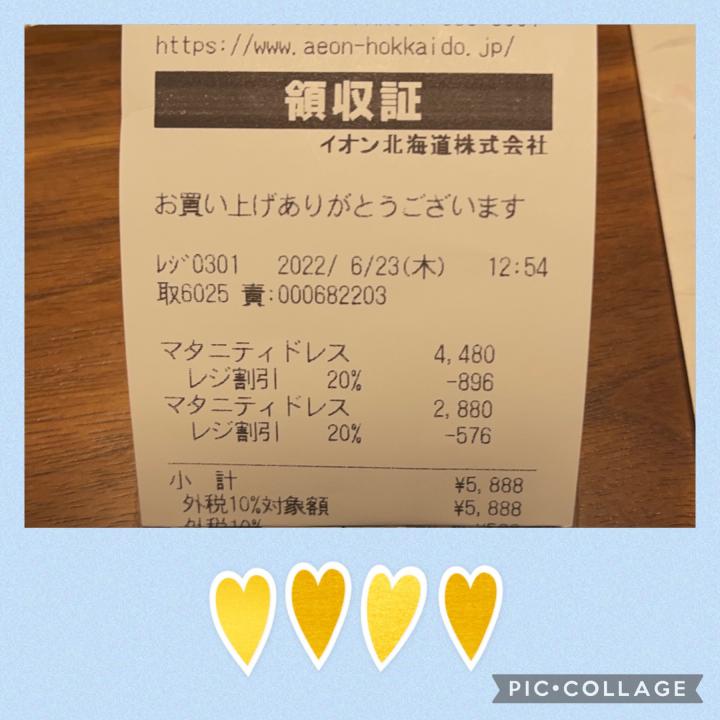 https://www.aeon-hokkaido.jp/
領収証
イオン北海道株式会社
お買い上げありがとうございます
ﾚｼﾞ0301 2022/ 6/23(木) 12:54
取6025 責:000682203
マタニティドレス 4,480
レジ割引 20% -896
マタニティドレス 2,880
レジ割引 20% -576
小 計 ¥5,888
外税10%対象額 ¥5,888
外税10%
PIC•COLLAGE